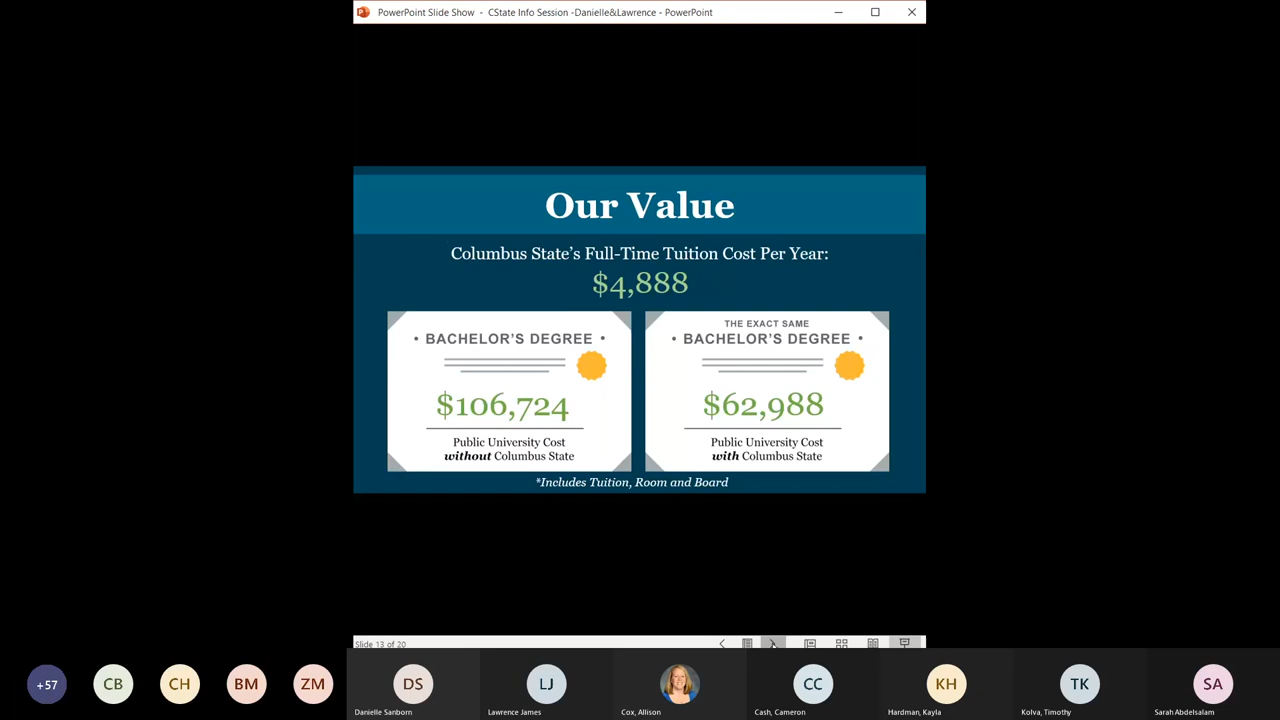 PowerPoint Slide Show - CState Info Session -Danielle&Lawrence - PowerPoint
Our Value
Columbus State's Full-Time Tuition Cost Per Year:
$4,888
• BACHELOR'S DEGREE •
$106,724
Public University Cost
without Columbus State
THE EXACT SAME
• BACHELOR'S DEGREE •
$62,988
Public University Cost
with Columbus State
*Includes Tuition, Room and Board
Slide 13 of 20
+57
CB
CH
BM
ZM
DS
Danielle Sanborn
LJ
Lawrence James
Cox, Allison
CC
Cash, Cameron
KH
Hardman, Kayla
TK
Kolva, Timothy
SA
Sarah Abdelsalam